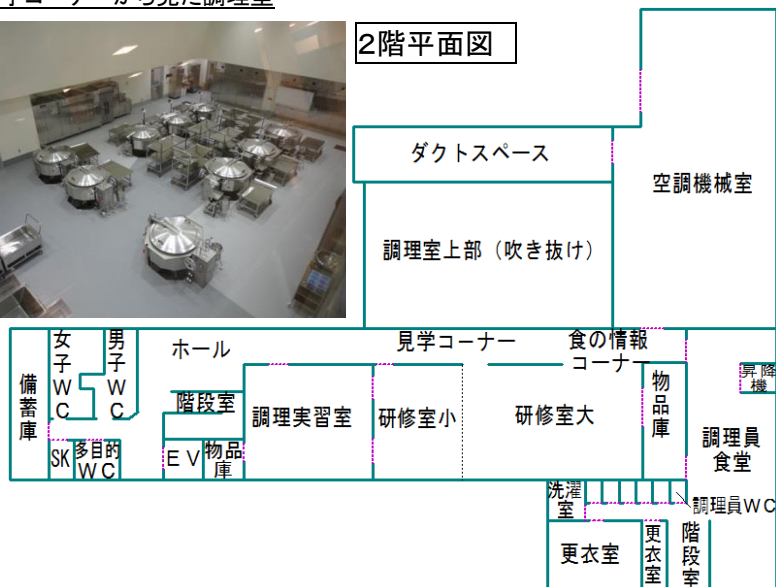 学コーナーから見た調理室
2階平面図
ダクトスペース
空調機械室
調理室上部（吹き抜け）
女子WC
男子WC
ホール
見学コーナー
食の情報
コーナー
備蓄庫
階段室
調理実習室
研修室小
研修室大
物品庫
昇降
機
調理員
食堂
SK
多目的
WC
EV
物品
庫
洗濯
室
調理員WC
更衣室
更衣室
階段室